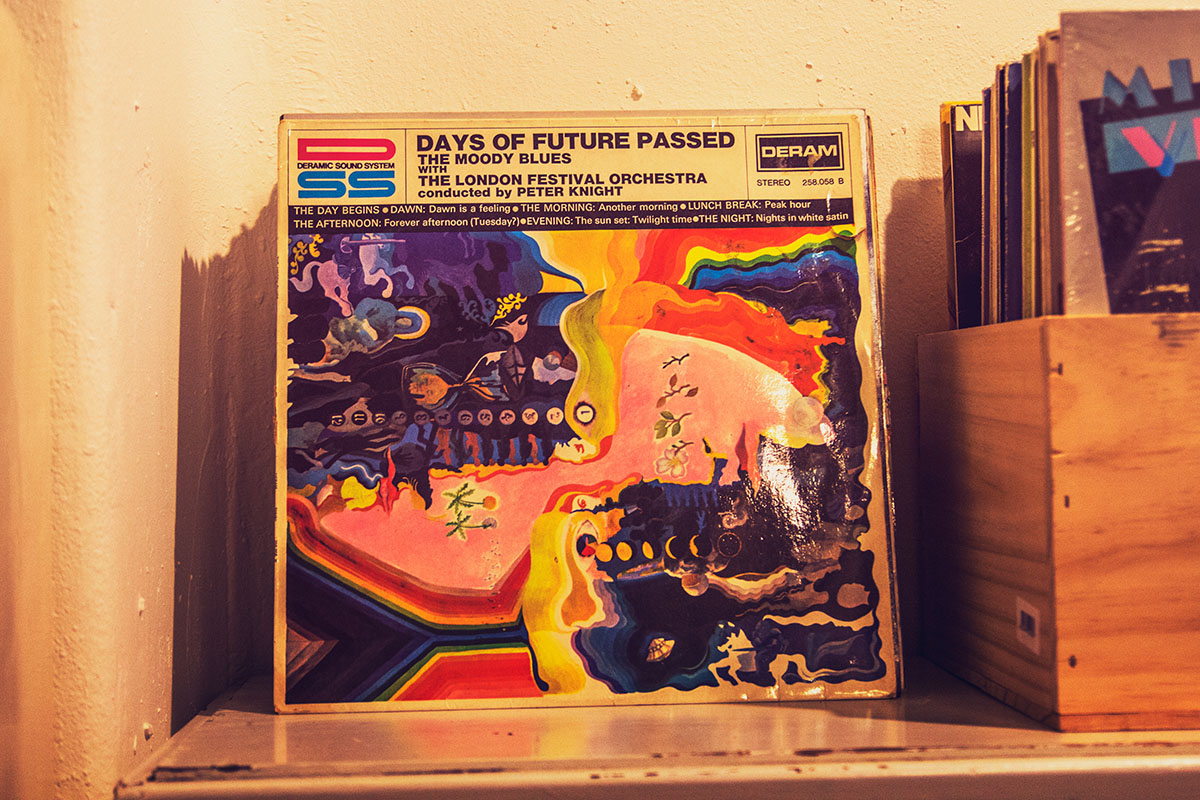 D
DERAMIC SOUND SYSTEM
SS
DAYS OF FUTURE PASSED
THE MOODY BLUES
WITH
THE LONDON FESTIVAL ORCHESTRA
conducted by PETER KNIGHT
DERAM
STEREO 258.058 B
THE DAY BEGINS ● DAWN: Dawn is a feeling ● THE MORNING: Another morning ● LUNCH BREAK: Peak hour
THE AFTERNOON: Forever afternoon (Tuesday?) ● EVENING: The sun set: Twilight time ● THE NIGHT: Nights in white satin